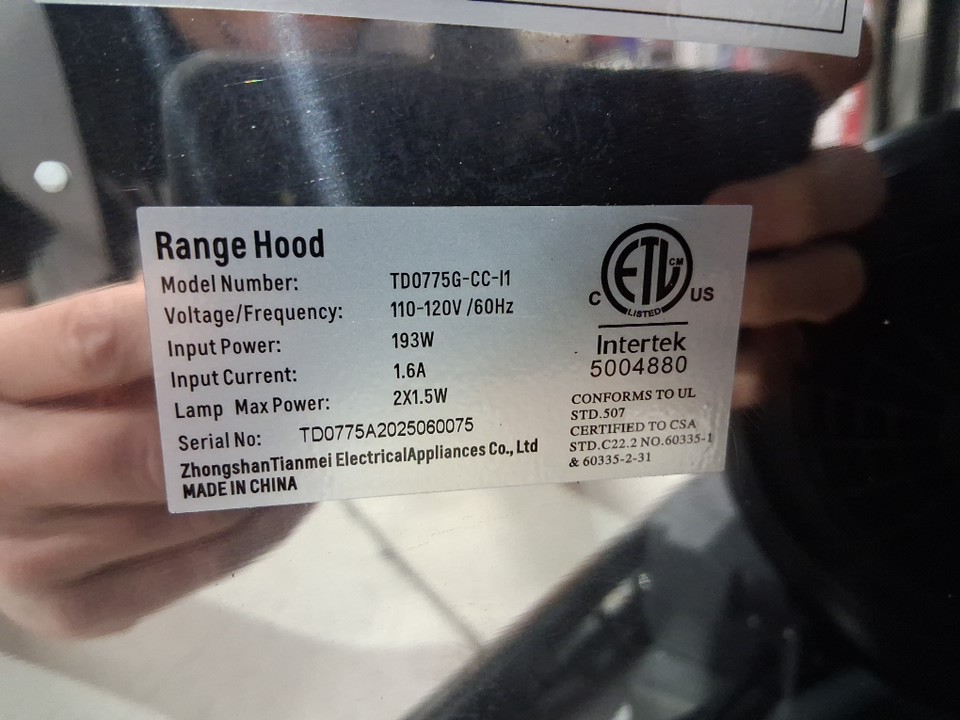 Range Hood
Model Number: TD0775G-CC-I1
Voltage/Frequency: 110-120V /60Hz
Input Power: 193W
Input Current: 1.6A
Lamp Max Power: 2X1.5W
Serial No: TD0775A2025060075
ZhongshanTianmei ElectricalAppliances Co., Ltd
MADE IN CHINA
ETL CM
C US
LISTED
Intertek
5004880
CONFORMS TO UL
STD.507
CERTIFIED TO CSA
STD.C22.2 NO.60335-1
& 60335-2-31